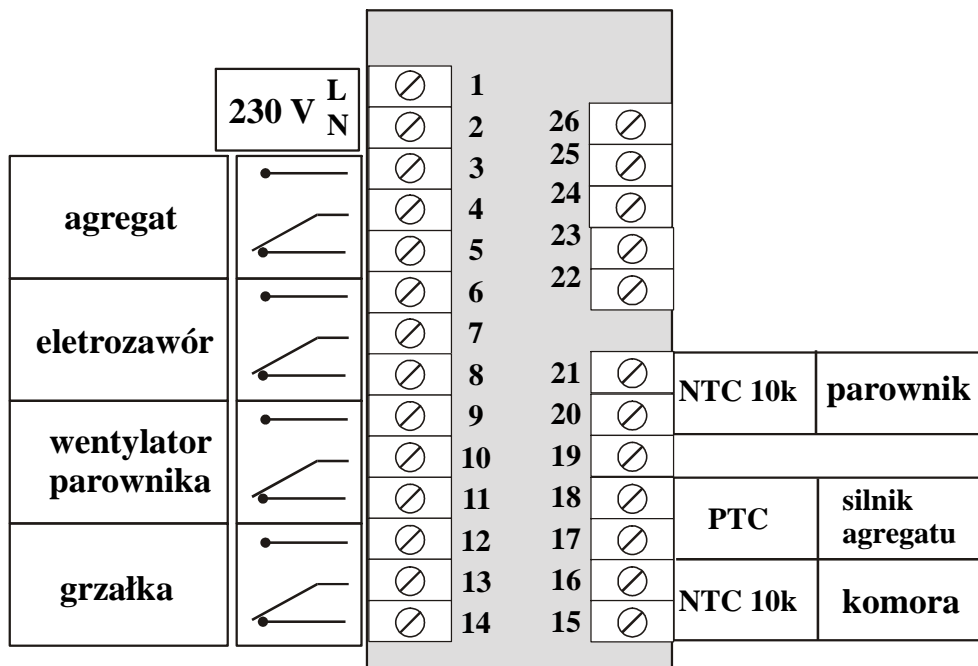 230 V L
N
1
2
3
4
5
6
7
8
9
10
11
12
13
14
26
25
24
23
22
21
20
19
18
17
16
15
agregat
eletrozawór
wentylator
parownika
grzałka
NTC 10k parownik
PTC silnik
agregatu
NTC 10k komora